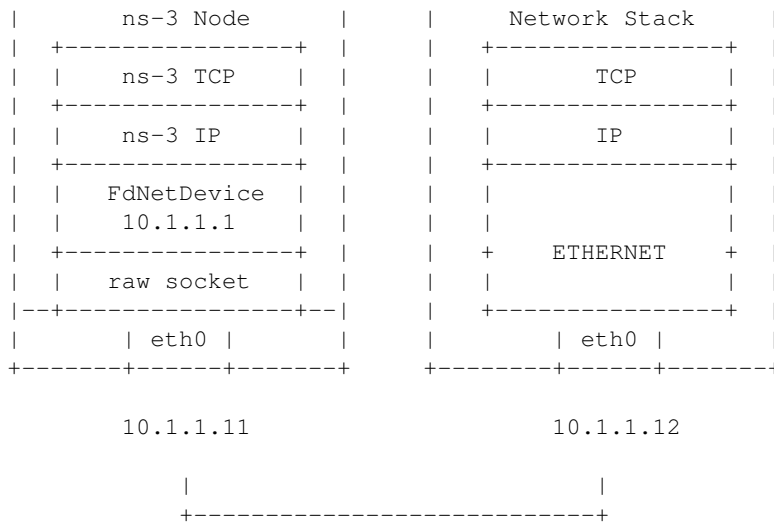 ns-3 Node Network Stack
ns-3 TCP TCP
ns-3 IP IP
FdNetDevice
10.1.1.1
ETHERNET
raw socket
eth0 eth0
10.1.1.11 10.1.1.12